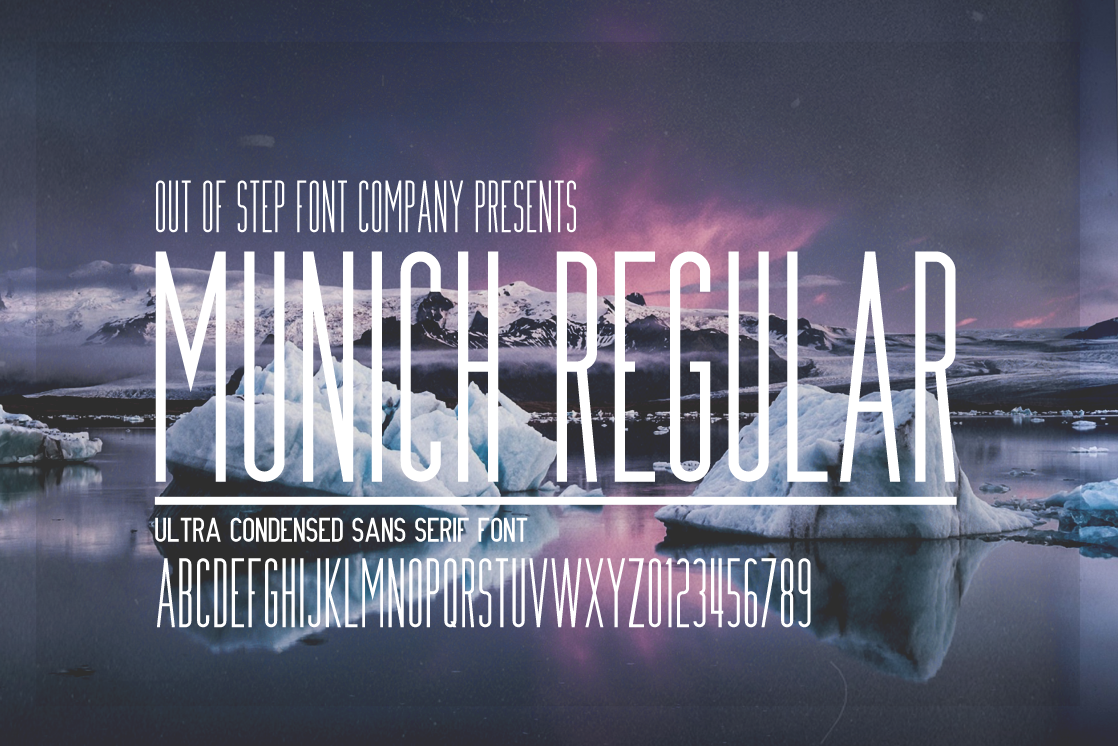 OUT OF STEP FONT COMPANY PRESENTS
MUNICH REGULAR
ULTRA CONDENSED SANS SERIF FONT
ABCDEFGHIJKLMNOPQRSTUVWXYZ0123456789